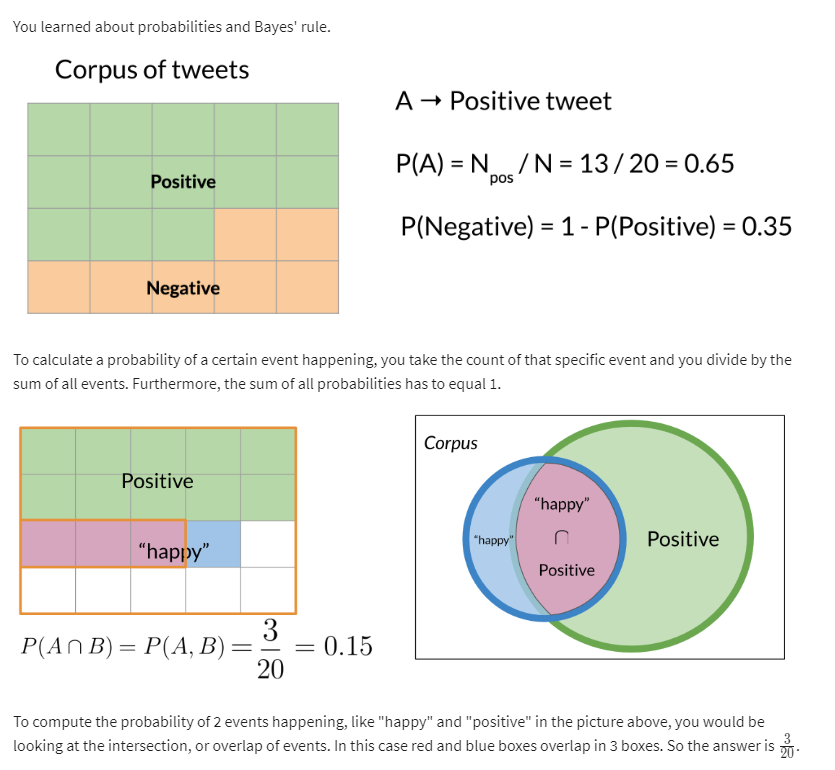 You learned about probabilities and Bayes' rule.
Corpus of tweets
Positive
Negative
A → Positive tweet
P(A) = N_pos / N = 13 / 20 = 0.65
P(Negative) = 1 - P(Positive) = 0.35
To calculate a probability of a certain event happening, you take the count of that specific event and you divide by the
sum of all events. Furthermore, the sum of all probabilities has to equal 1.
Positive
"happy"
P(A ∩ B) = P(A, B) = 3/20 = 0.15
Corpus
“happy”
“happy”
∩
Positive
Positive
To compute the probability of 2 events happening, like "happy" and "positive" in the picture above, you would be
looking at the intersection, or overlap of events. In this case red and blue boxes overlap in 3 boxes. So the answer is 3/20.